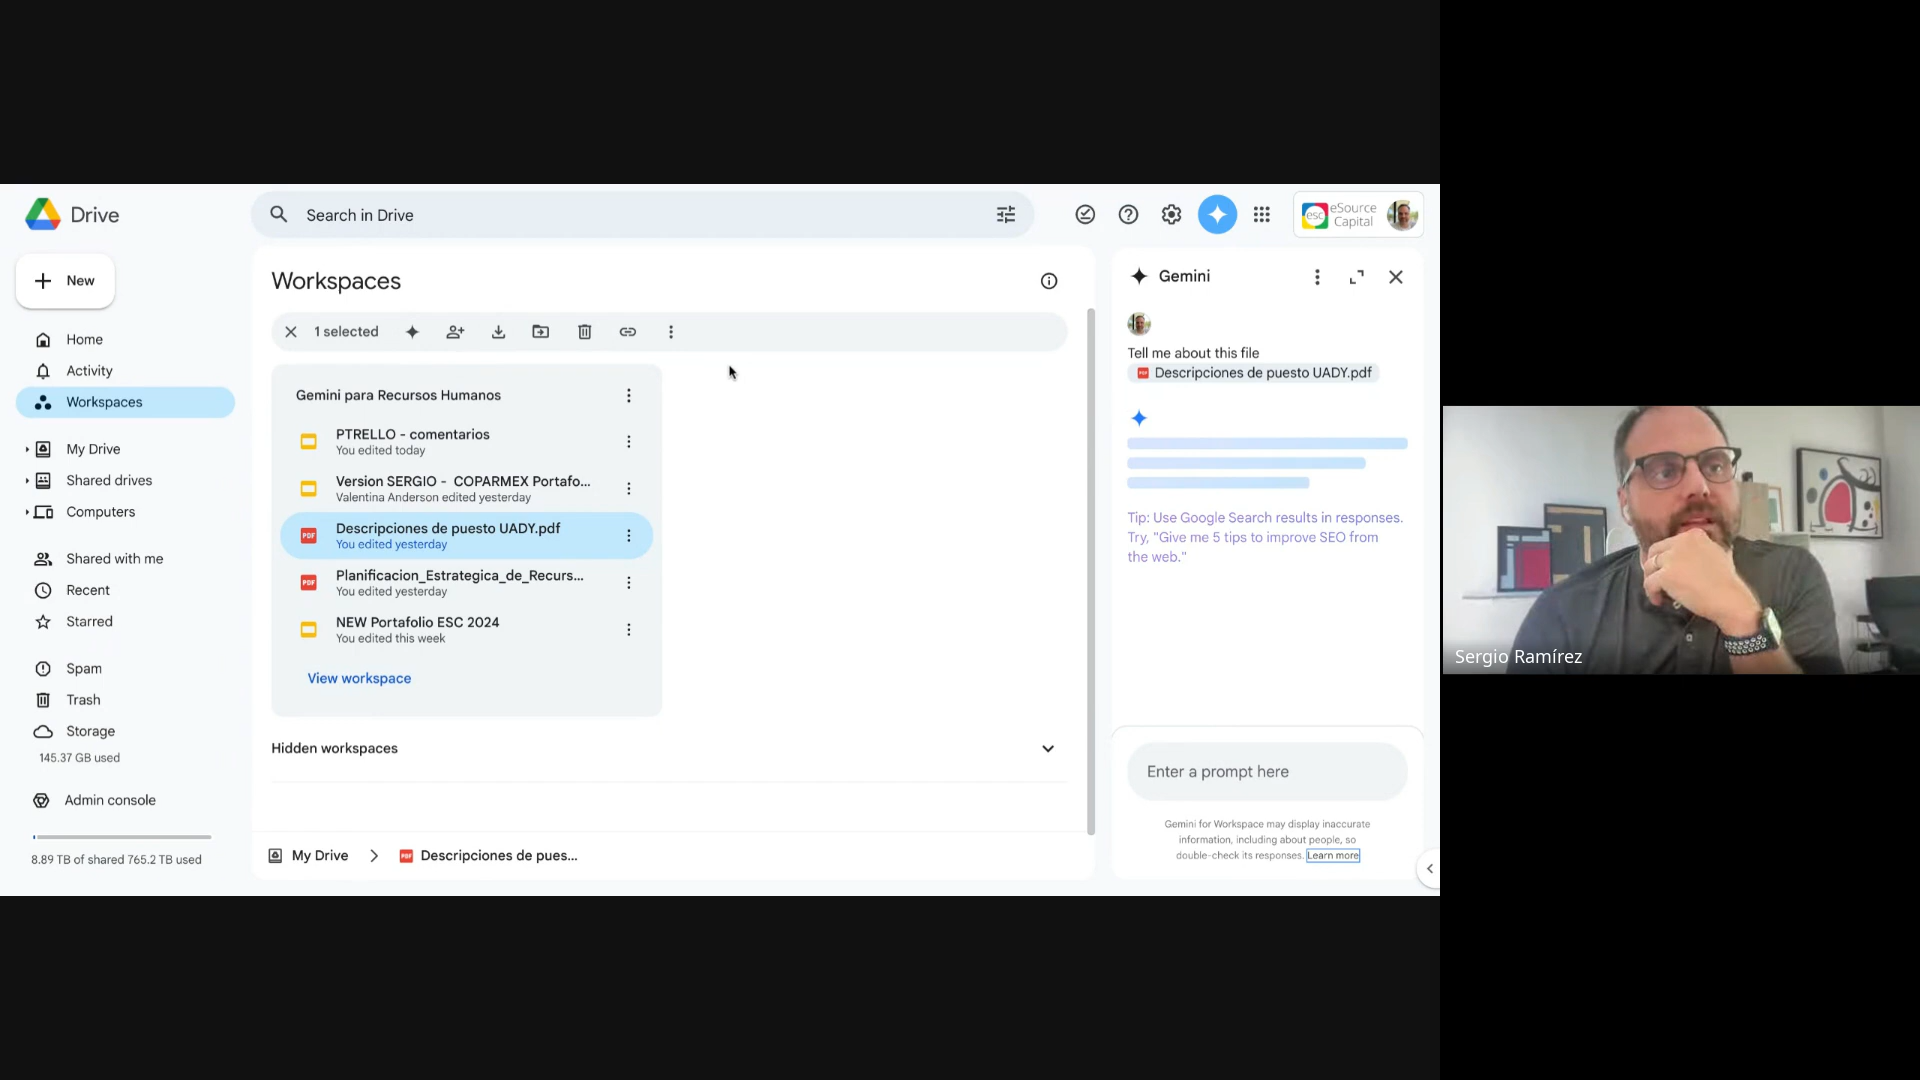 Drive
Search in Drive
esc
eSource
Capital
New
Home
Activity
Workspaces
My Drive
Shared drives
Computers
Shared with me
Recent
Starred
Spam
Trash
Storage
145.37 GB used
Admin console
8.89 TB of shared 765.2 TB used
Workspaces
1 selected
Gemini para Recursos Humanos
PTRELLO - comentarios
You edited today
Version SERGIO - COPARMEX Portafo...
Valentina Anderson edited yesterday
PDF
Descripciones de puesto UADY.pdf
You edited yesterday
PDF
Planificacion_Estrategica_de_Recurs...
You edited yesterday
NEW Portafolio ESC 2024
You edited this week
View workspace
Hidden workspaces
My Drive
PDF
Descripciones de pues...
Gemini
Tell me about this file
PDF
Descripciones de puesto UADY.pdf
Tip: Use Google Search results in responses.
Try, "Give me 5 tips to improve SEO from
the web."
Enter a prompt here
Gemini for Workspace may display inaccurate
information, including about people, so
double-check its responses. Learn more
Sergio Ramírez